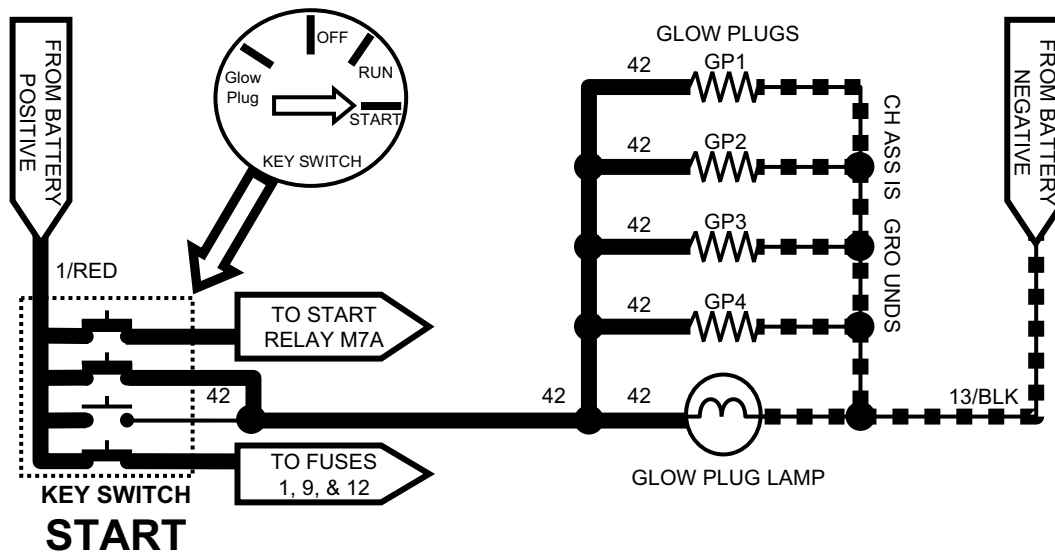 FROM BATTERY
POSITIVE
OFF
RUN
Glow
Plug
START
KEY SWITCH
GLOW PLUGS
42
GP1
42
GP2
42
GP3
42
GP4
CH ASS IS GRO UNDS
FROM BATTERY
NEGATIVE
1/RED
TO START
RELAY M7A
42
42
42
13/BLK
TO FUSES
1, 9, & 12
GLOW PLUG LAMP
KEY SWITCH
START